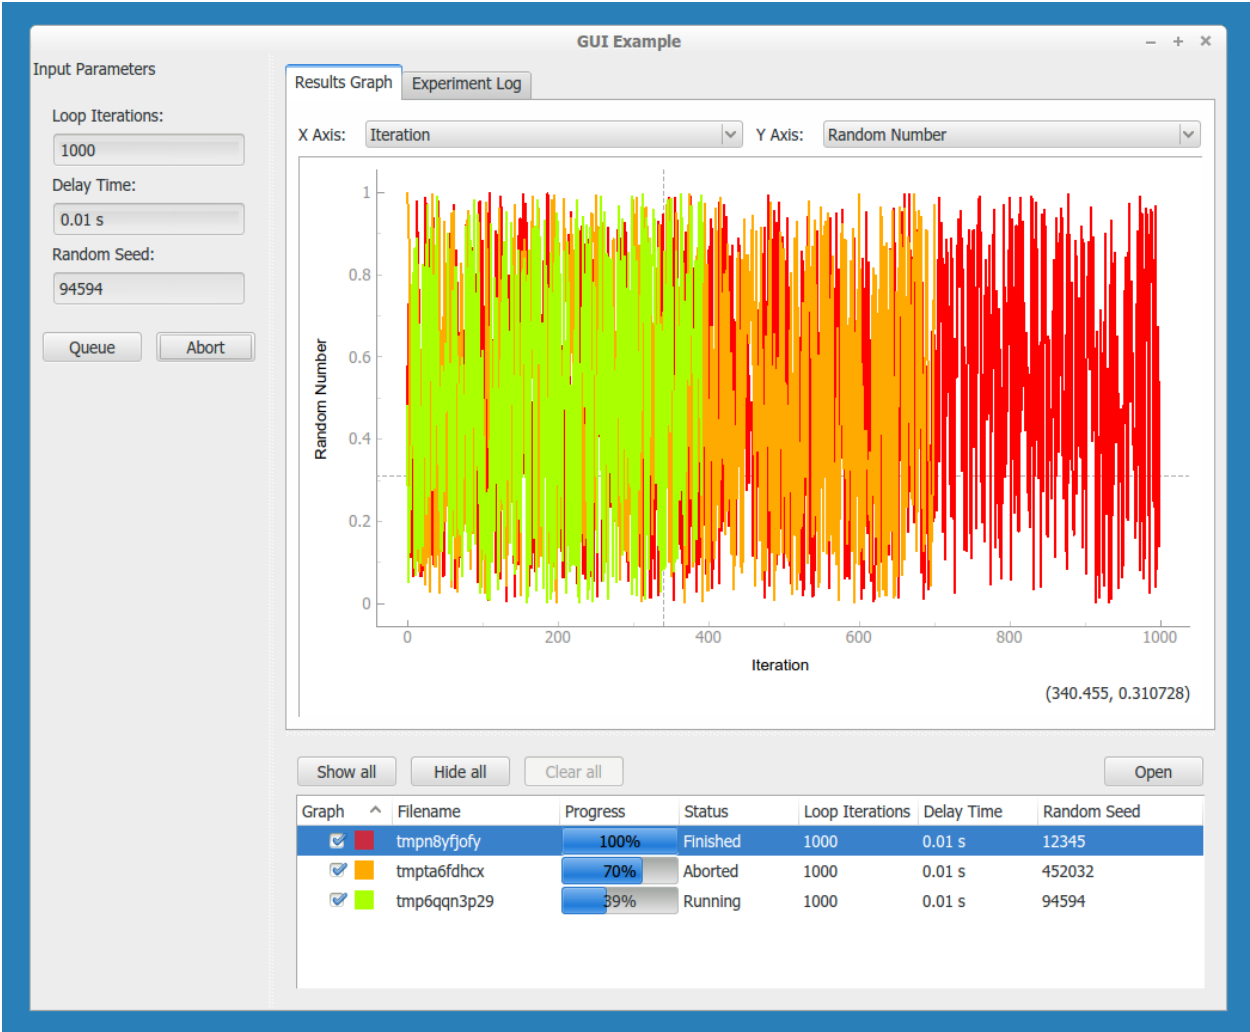 GUI Example
Input Parameters
Loop Iterations:
1000
Delay Time:
0.01 s
Random Seed:
94594
Queue Abort
Results Graph Experiment Log
X Axis: Iteration Y Axis: Random Number
Random Number
1
0.8
0.6
0.4
0.2
0
0 200 400 600 800 1000
Iteration
(340.455, 0.310728)
Show all Hide all Clear all Open
Graph Filename Progress Status Loop Iterations Delay Time Random Seed
tmpn8yfjofy 100% Finished 1000 0.01 s 12345
tmpta6fdhcx 70% Aborted 1000 0.01 s 452032
tmp6qqn3p29 39% Running 1000 0.01 s 94594